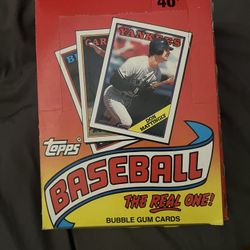 40¢
YANKEES
DON MATTINGLY
Topps
BASEBALL
THE REAL ONE!
BUBBLE GUM CARDS